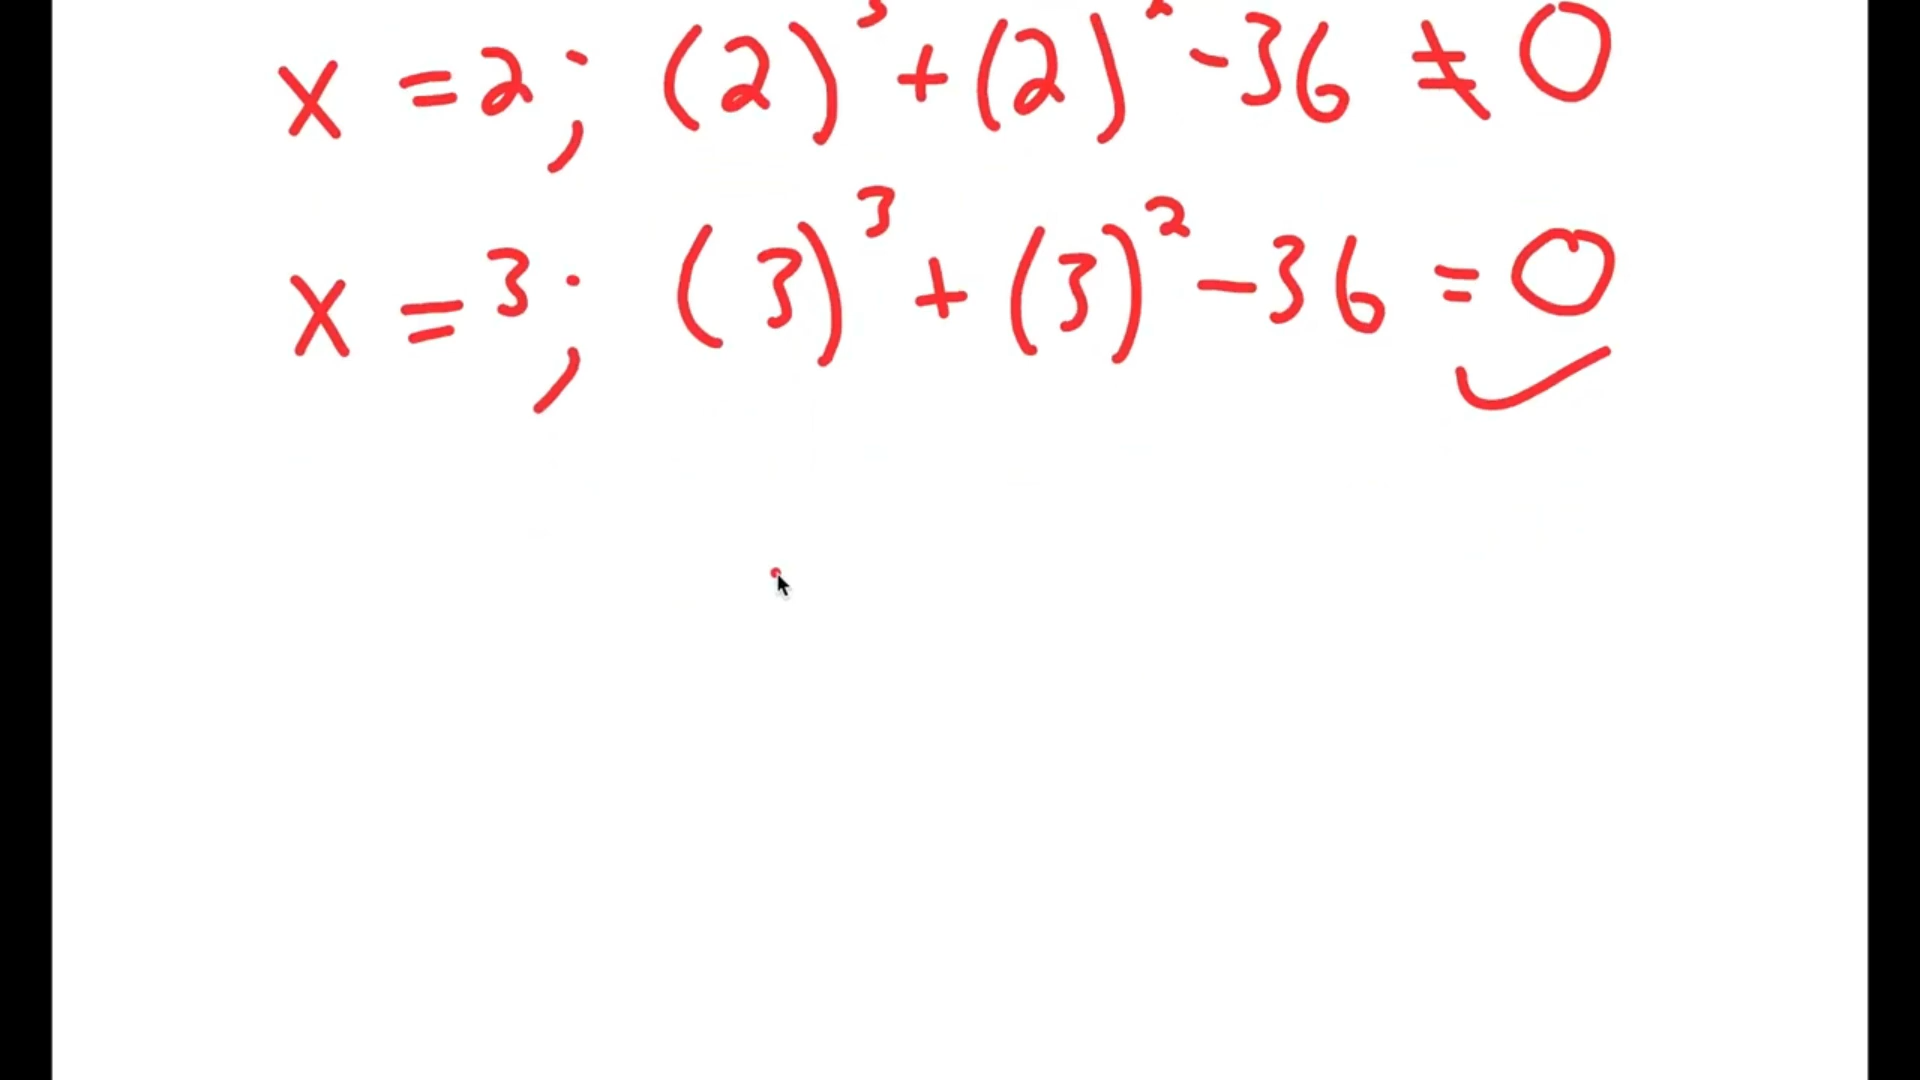 x = 2; (2)³ + (2)² - 36 ≠ 0
x = 3; (3)³ + (3)² - 36 = 0 ✓